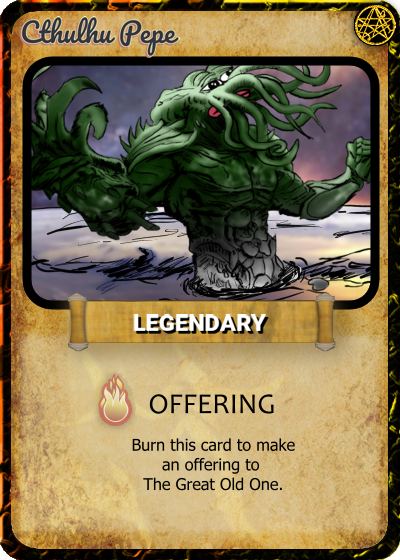 Cthulhu Pepe
LEGENDARY
OFFERING
Burn this card to make
an offering to
The Great Old One.